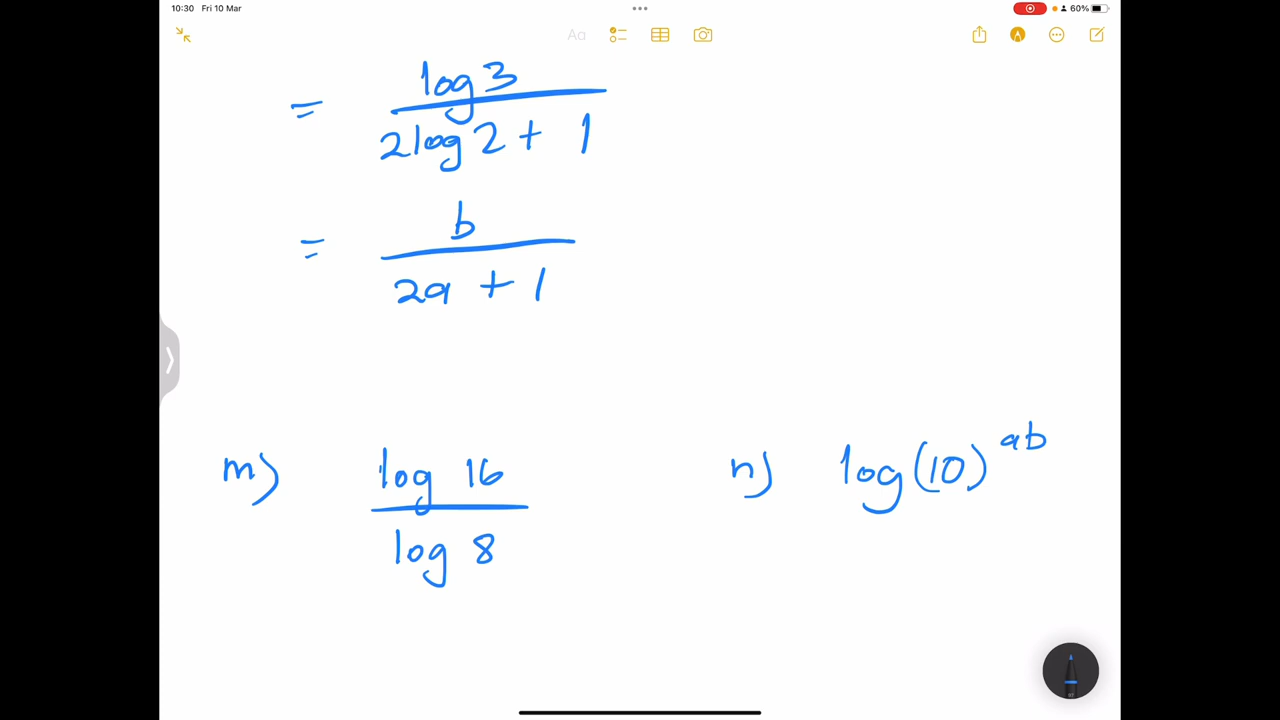 10:30 Fri 10 Mar
60%
Aa
= log 3
2log 2 + 1
= b
2a + 1
m) log 16
log 8
n) log(10)^ab